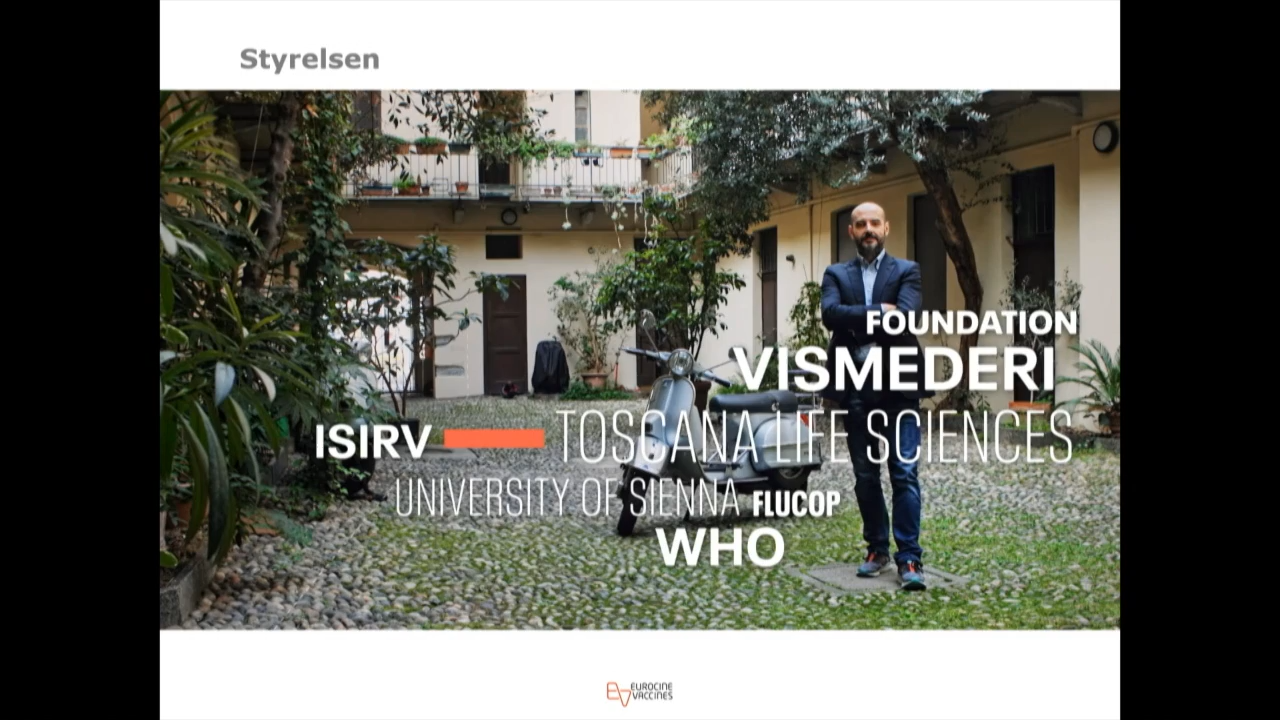 Styrelsen
FOUNDATION
VISMEDERI
ISIRV TOSCANA LIFE SCIENCES
UNIVERSITY OF SIENNA FLUCOP
WHO
EUROCINE
VACCINES